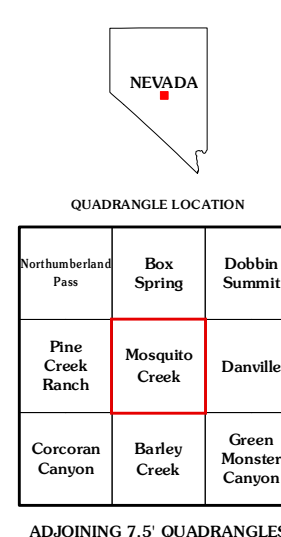 NEVADA
QUADRANGLE LOCATION
Northumberland
Pass
Box
Spring
Dobbin
Summit
Pine
Creek
Ranch
Mosquito
Creek
Danville
Corcoran
Canyon
Barley
Creek
Green
Monster
Canyon
ADJOINING 7.5' QUADRANGLES